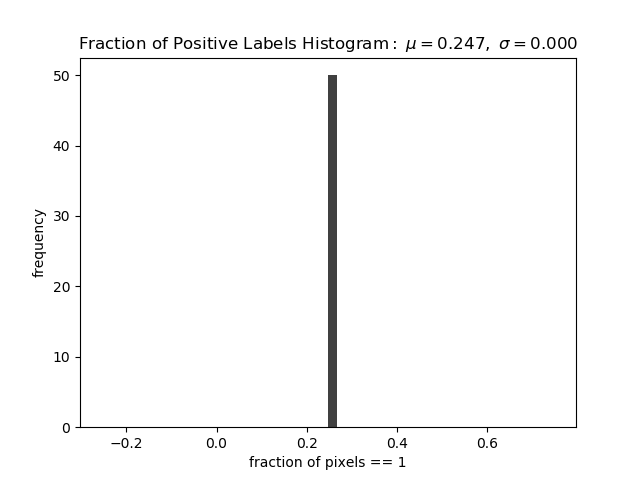 Fraction of Positive Labels Histogram : μ = 0.247, σ = 0.000
50
40
30
20
10
0
frequency
−0.2 0.0 0.2 0.4 0.6
fraction of pixels == 1